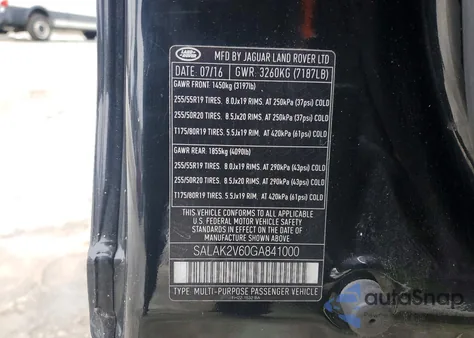 LAND ROVER
MFD BY JAGUAR LAND ROVER LTD
DATE: 07/16 GWR: 3260KG (7187LB)
GAWR FRONT: 1450kg (3197lb)
255/55R19 TIRES. 8.0Jx19 RIMS. AT 250kPa (37psi) COLD
255/50R20 TIRES. 8.5Jx20 RIMS. AT 250kPa (37psi) COLD
T175/80R19 TIRES. 5.5Jx19 RIM. AT 420kPa (61psi) COLD
GAWR REAR: 1855kg (4090lb)
255/55R19 TIRES. 8.0Jx19 RIMS. AT 290kPa (43psi) COLD
255/50R20 TIRES. 8.5Jx20 RIMS. AT 290kPa (43psi) COLD
T175/80R19 TIRES. 5.5Jx19 RIM. AT 420kPa (61psi) COLD
THIS VEHICLE CONFORMS TO ALL APPLICABLE
U.S. FEDERAL MOTOR VEHICLE SAFETY
STANDARDS IN EFFECT ON THE DATE OF
MANUFACTURE SHOWN ABOVE
SALAK2V60GA841000
TYPE: MULTI-PURPOSE PASSENGER VEHICLE
autoSnap